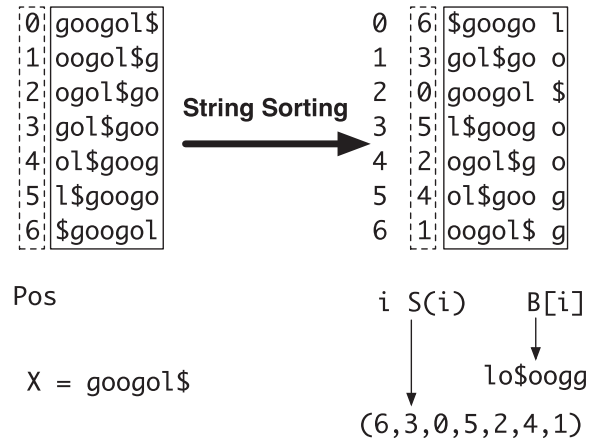 0 googol$ 0 6 $googo l
1 oogol$g 1 3 gol$go o
2 ogol$go 2 0 googol $
String Sorting
3 gol$goo 3 5 l$goog o
4 ol$goog 4 2 ogol$g o
5 l$googo 5 4 ol$goo g
6 $googol 6 1 oogol$ g
Pos i S(i) B[i]
X = googol$ lo$oogg
(6,3,0,5,2,4,1)